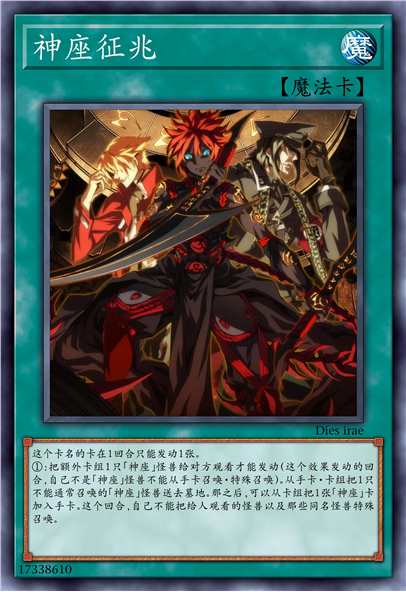 神座征兆
魔
【魔法卡】
Dies irae
这个卡名的卡在1回合只能发动1张。
①:把额外卡组1只「神座」怪兽给对方观看才能发动(这个效果发动的回
合,自己不是「神座」怪兽不能从手卡召唤·特殊召唤)。从手卡·卡组把1只
不能通常召唤的「神座」怪兽送去墓地。那之后,可以从卡组把1张「神座」卡
加入手卡。这个回合,自己不能把给人观看的怪兽以及那些同名怪兽特殊
召唤。
17338610